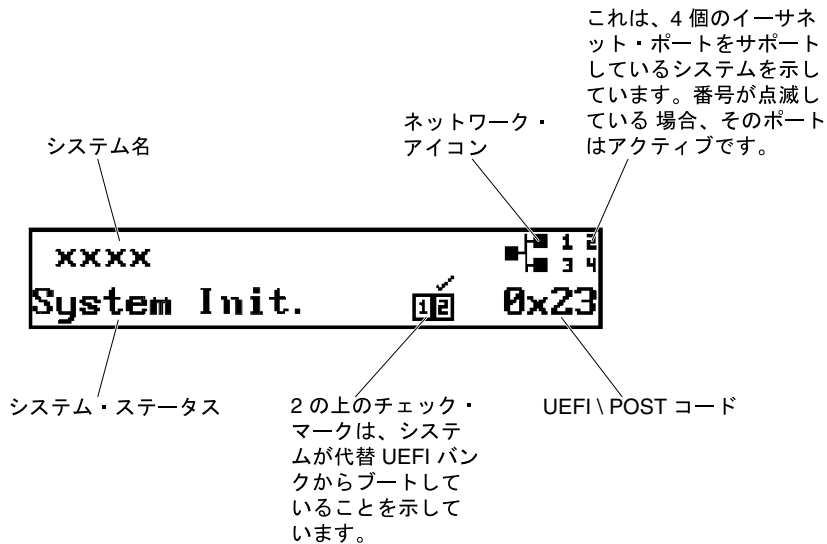 これは、4 個のイーサネ
ット・ポートをサポート
しているシステムを示し
ています。番号が点滅し
ている 場合、そのポート
はアクティブです。
ネットワーク・
アイコン
システム名
xxxx
1 2
3 4
System Init.
1 2
0x23
システム・ステータス
2 の上のチェック・
マークは、システ
ムが代替 UEFI バン
クからブートして
いることを示して
います。
UEFI \ POST コード